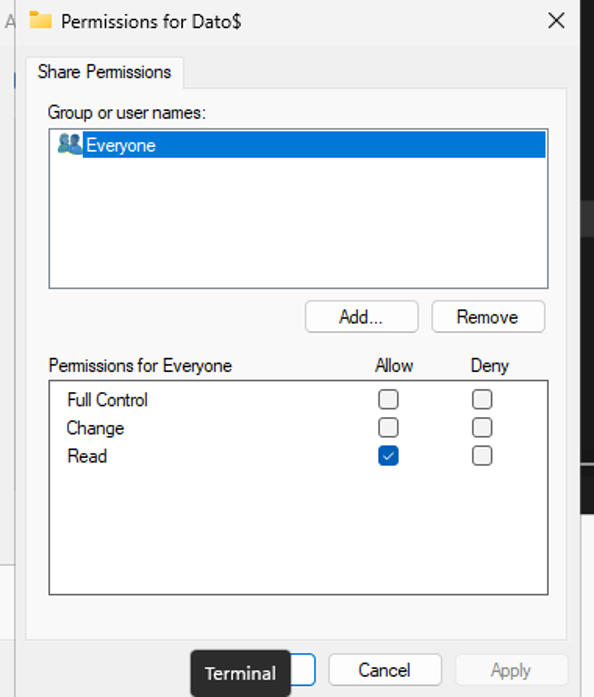 Permissions for Dato$
Share Permissions
Group or user names:
Everyone
Add... Remove
Permissions for Everyone Allow Deny
Full Control
Change
Read
Terminal Cancel Apply